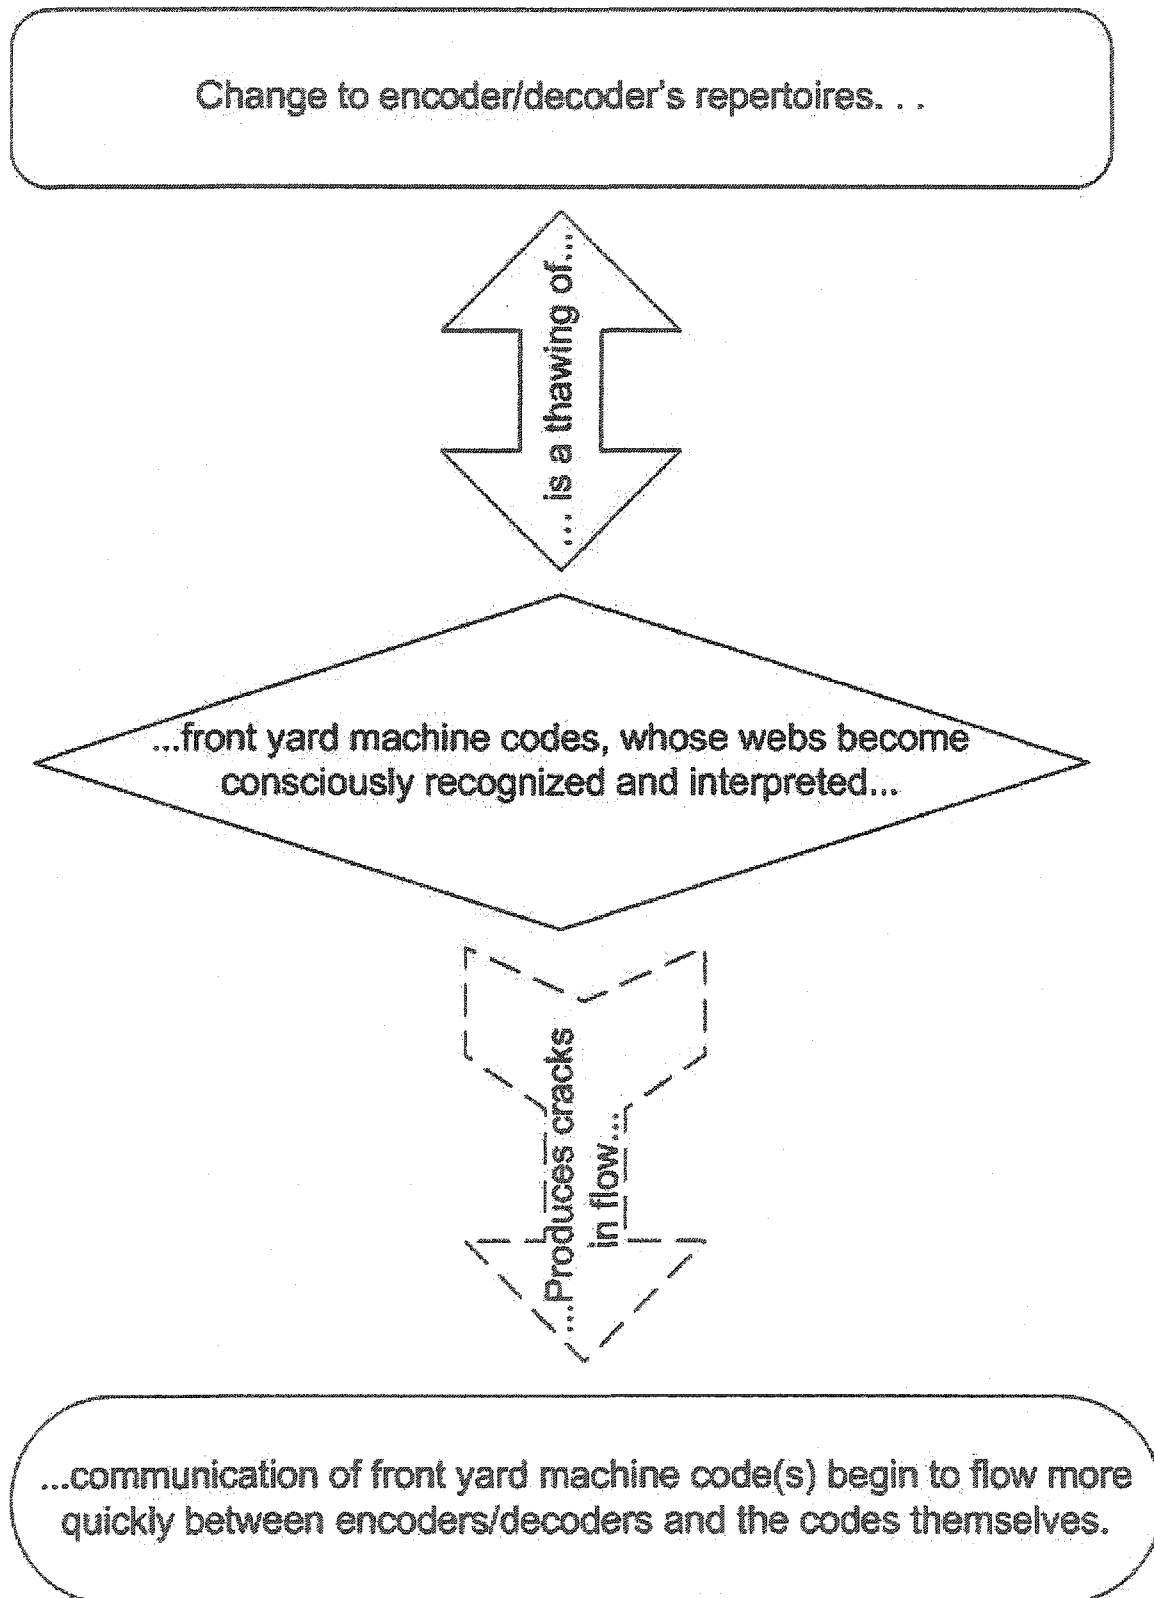 Change to encoder/decoder's repertoires. . .
... is a thawing of...
...front yard machine codes, whose webs become
consciously recognized and interpreted...
...Produces cracks
in flow...
...communication of front yard machine code(s) begin to flow more
quickly between encoders/decoders and the codes themselves.